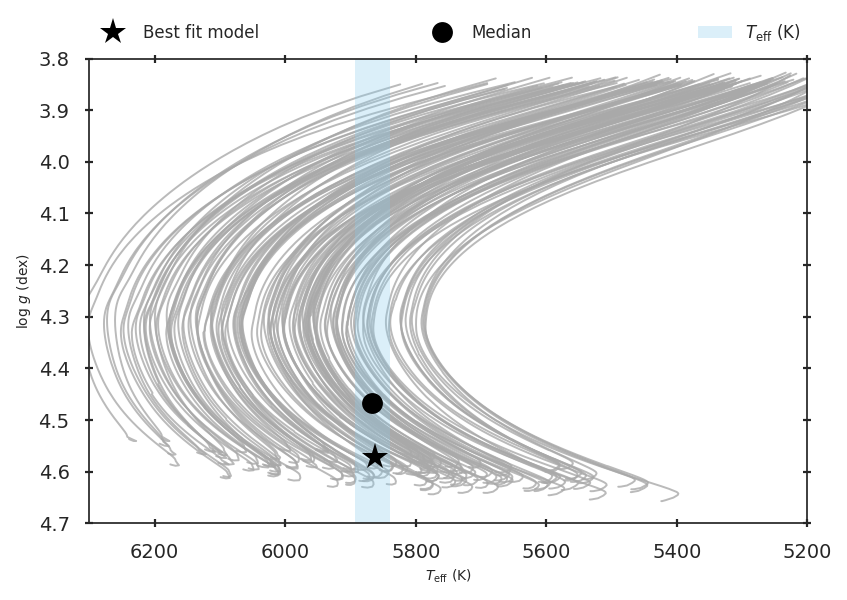 Best fit model
Median
T_eff (K)
3.8
3.9
4.0
4.1
4.2
4.3
4.4
4.5
4.6
4.7
log g (dex)
6200 6000 5800 5600 5400 5200
T_eff (K)